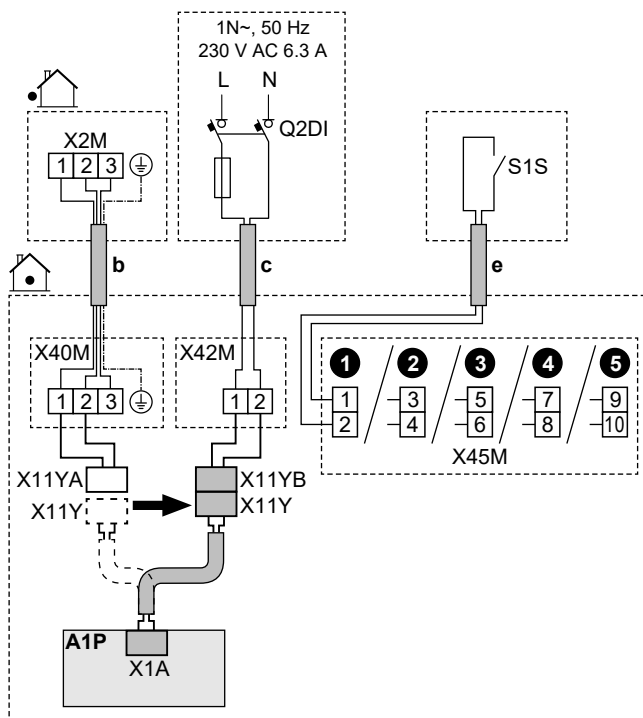 1N~, 50 Hz
230 V AC 6.3 A
L N
Q2DI
X2M
1 2 3
S1S
b
c
e
X40M
1 2 3
X42M
1 2
1 2 3 4 5
1 3 5 7 9
2 4 6 8 10
X45M
X11YA
X11YB
X11Y
X11Y
A1P
X1A